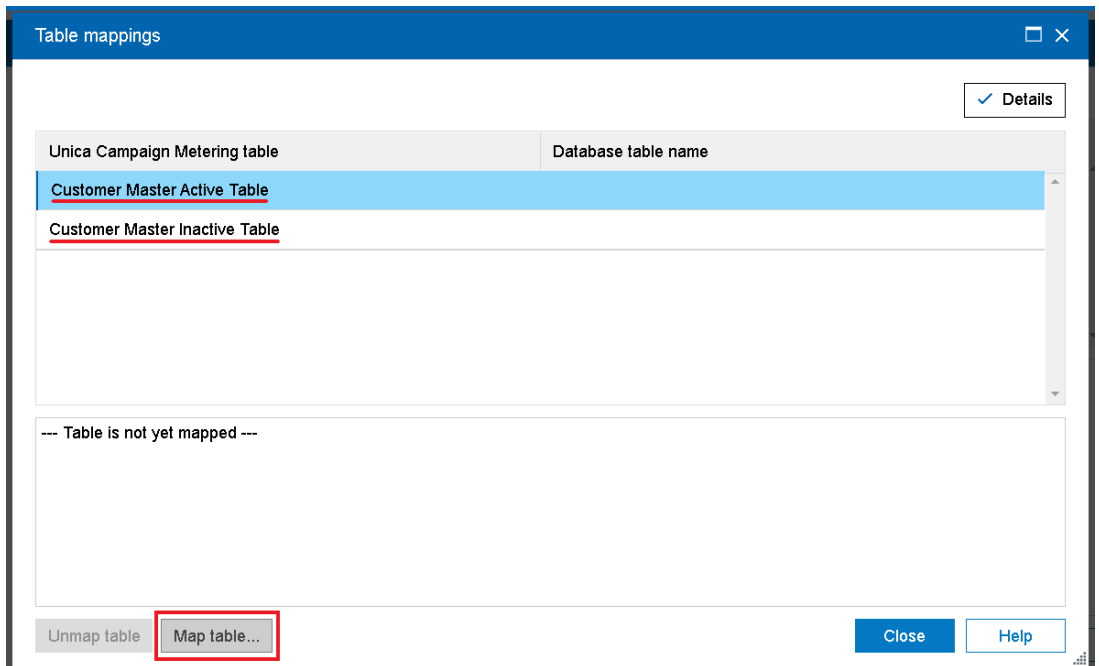 Table mappings
Details
Unica Campaign Metering table Database table name
Customer Master Active Table
Customer Master Inactive Table
--- Table is not yet mapped ---
Unmap table Map table... Close Help